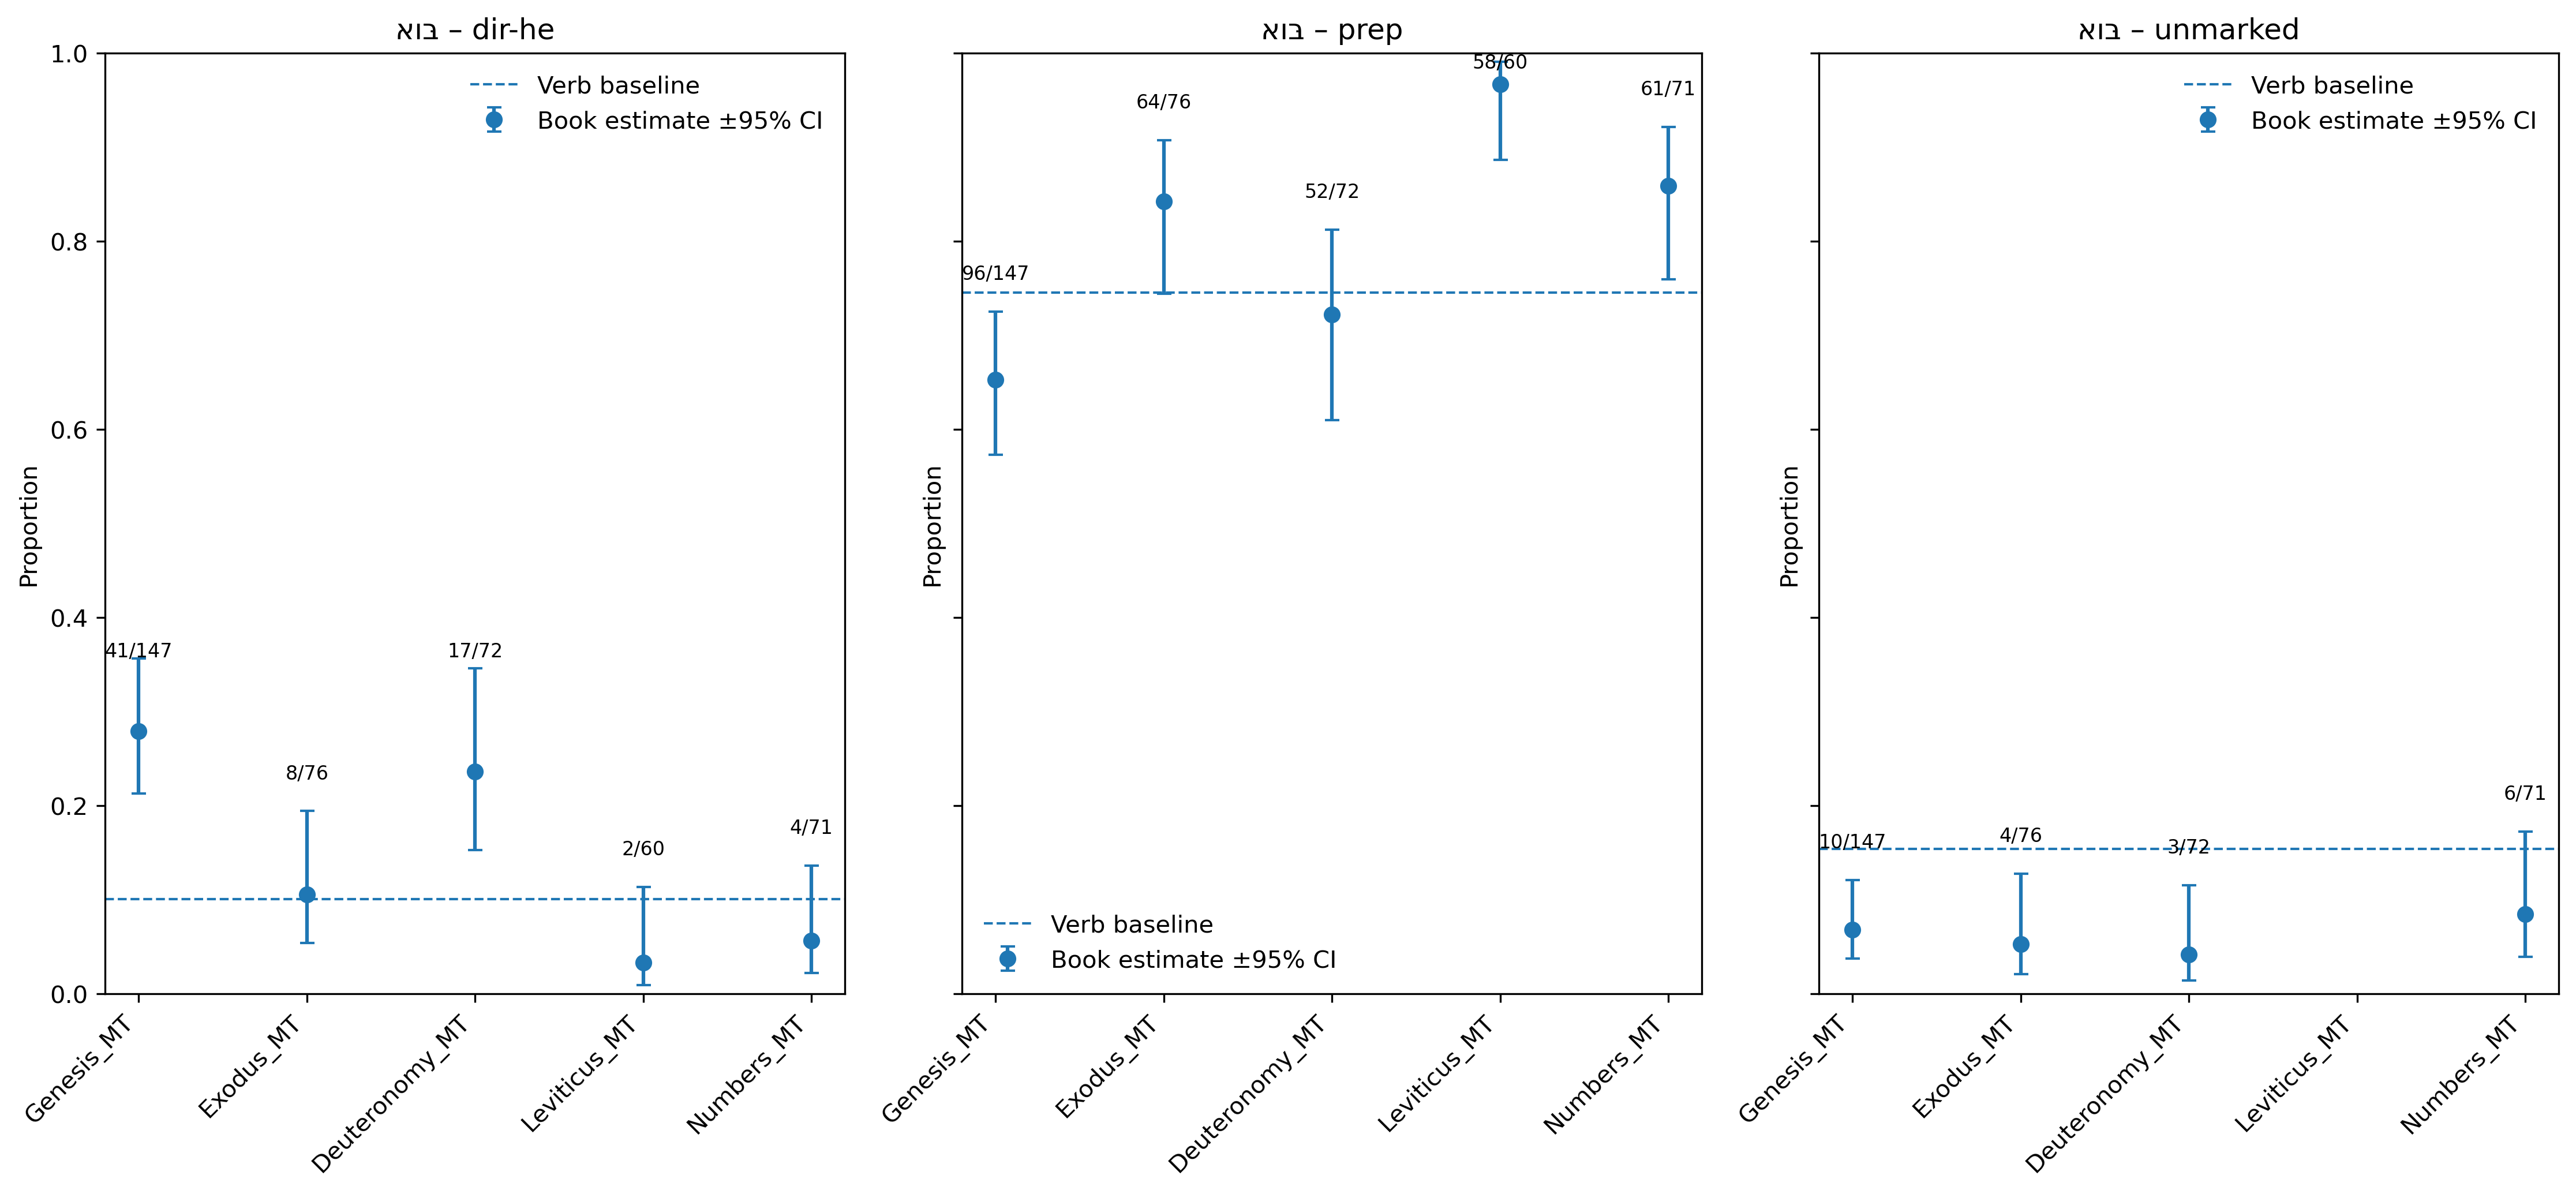 בוא – dir-he
Verb baseline
Book estimate ±95% CI
Proportion
1.0
0.8
0.6
0.4
0.2
0.0
41/147
8/76
17/72
2/60
4/71
Genesis_MT
Exodus_MT
Deuteronomy_MT
Leviticus_MT
Numbers_MT
בוא – prep
Proportion
96/147
64/76
52/72
58/60
61/71
Verb baseline
Book estimate ±95% CI
Genesis_MT
Exodus_MT
Deuteronomy_MT
Leviticus_MT
Numbers_MT
בוא – unmarked
Verb baseline
Book estimate ±95% CI
Proportion
10/147
4/76
3/72
6/71
Genesis_MT
Exodus_MT
Deuteronomy_MT
Leviticus_MT
Numbers_MT